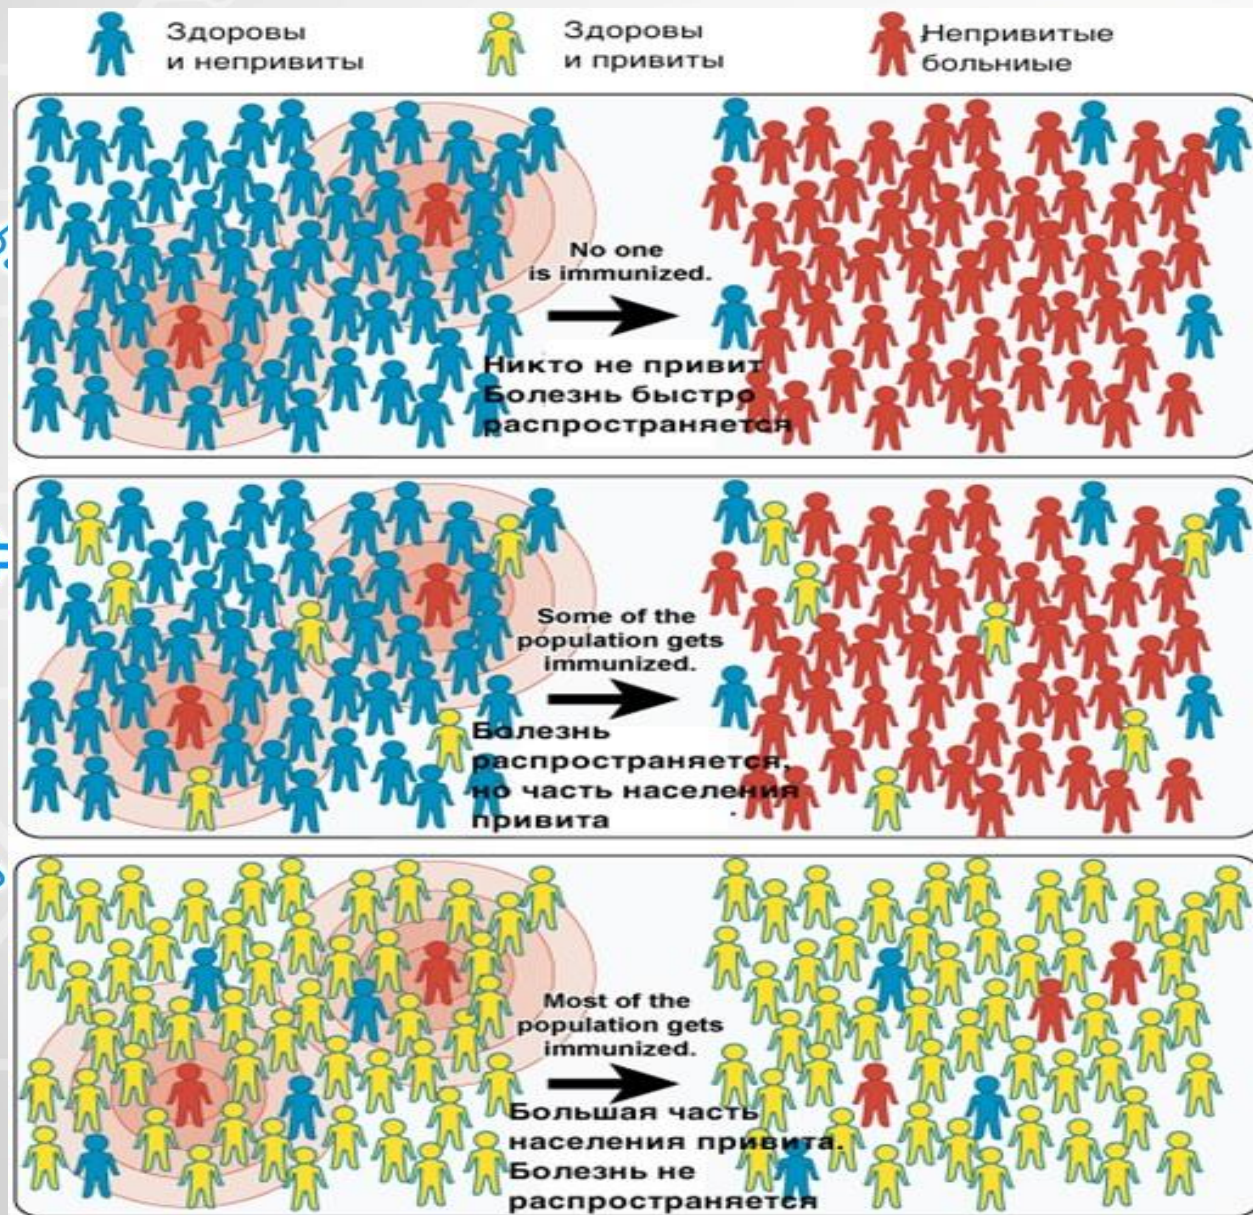 Здоровы
и непривиты
Здоровы
и привиты
Непривитые
больниые
No one
is immunized.
Никто не привит
Болезнь быстро
распространяется
Some of the
population gets
immunized.
Болезнь
распространяется,
но часть населения
привита
Most of the
population gets
immunized.
Большая часть
населения привита.
Болезнь не
распространяется